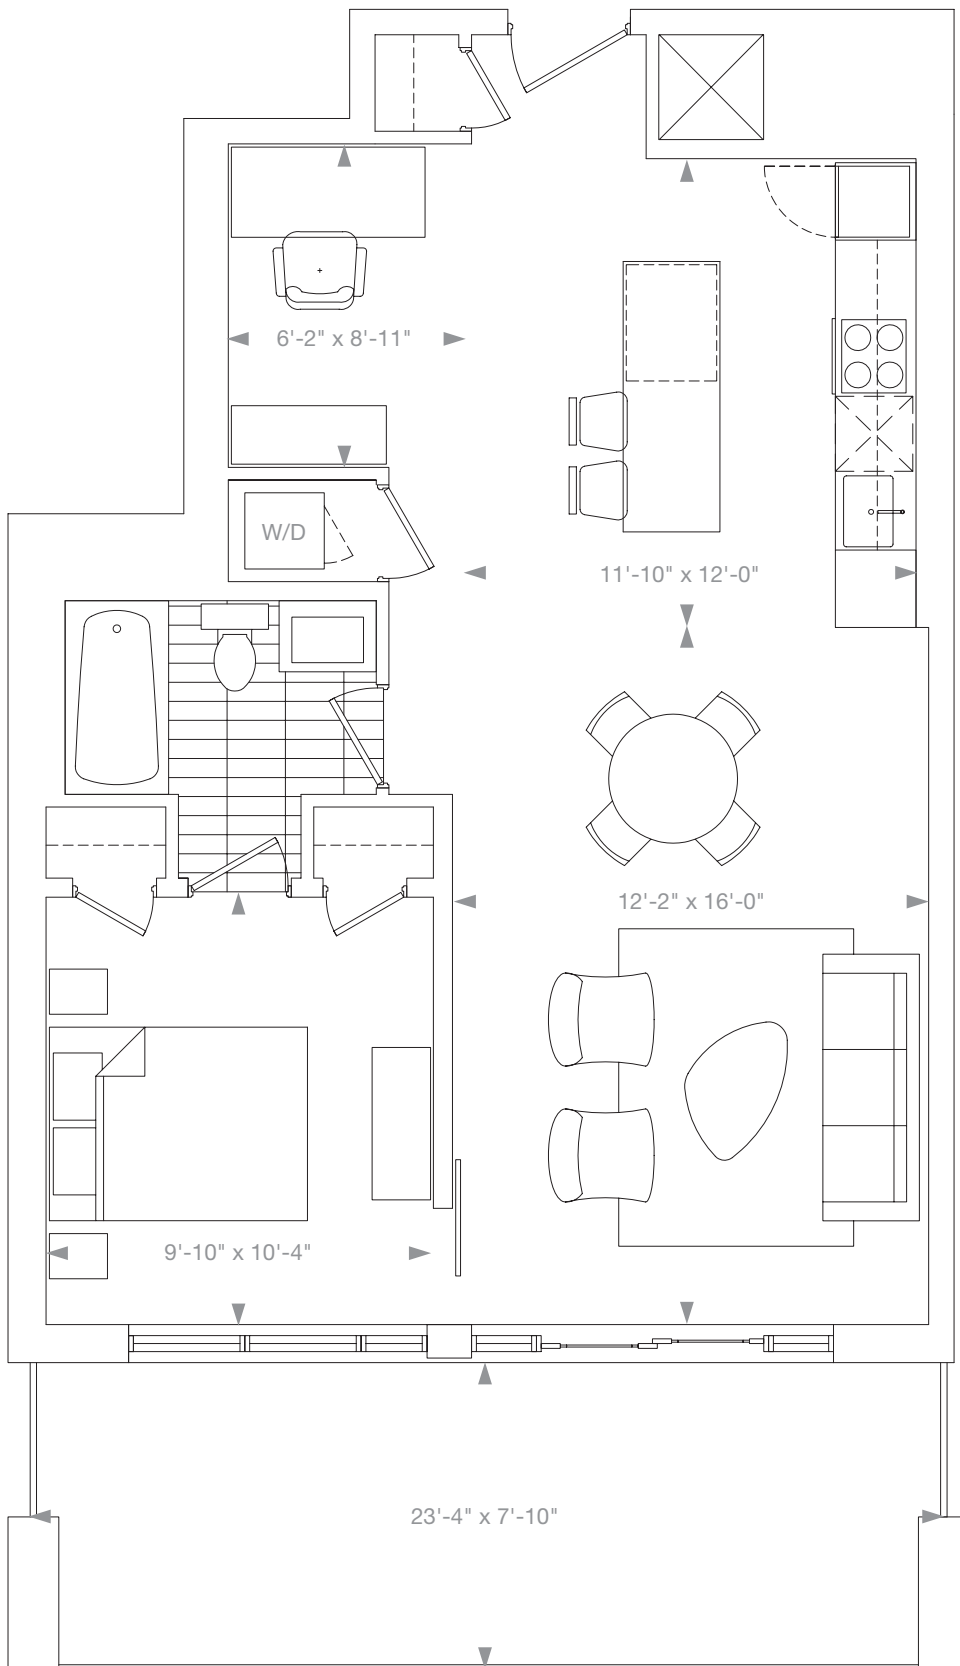 6'-2" x 8'-11"
W/D
11'-10" x 12'-0"
12'-2" x 16'-0"
9'-10" x 10'-4"
23'-4" x 7'-10"